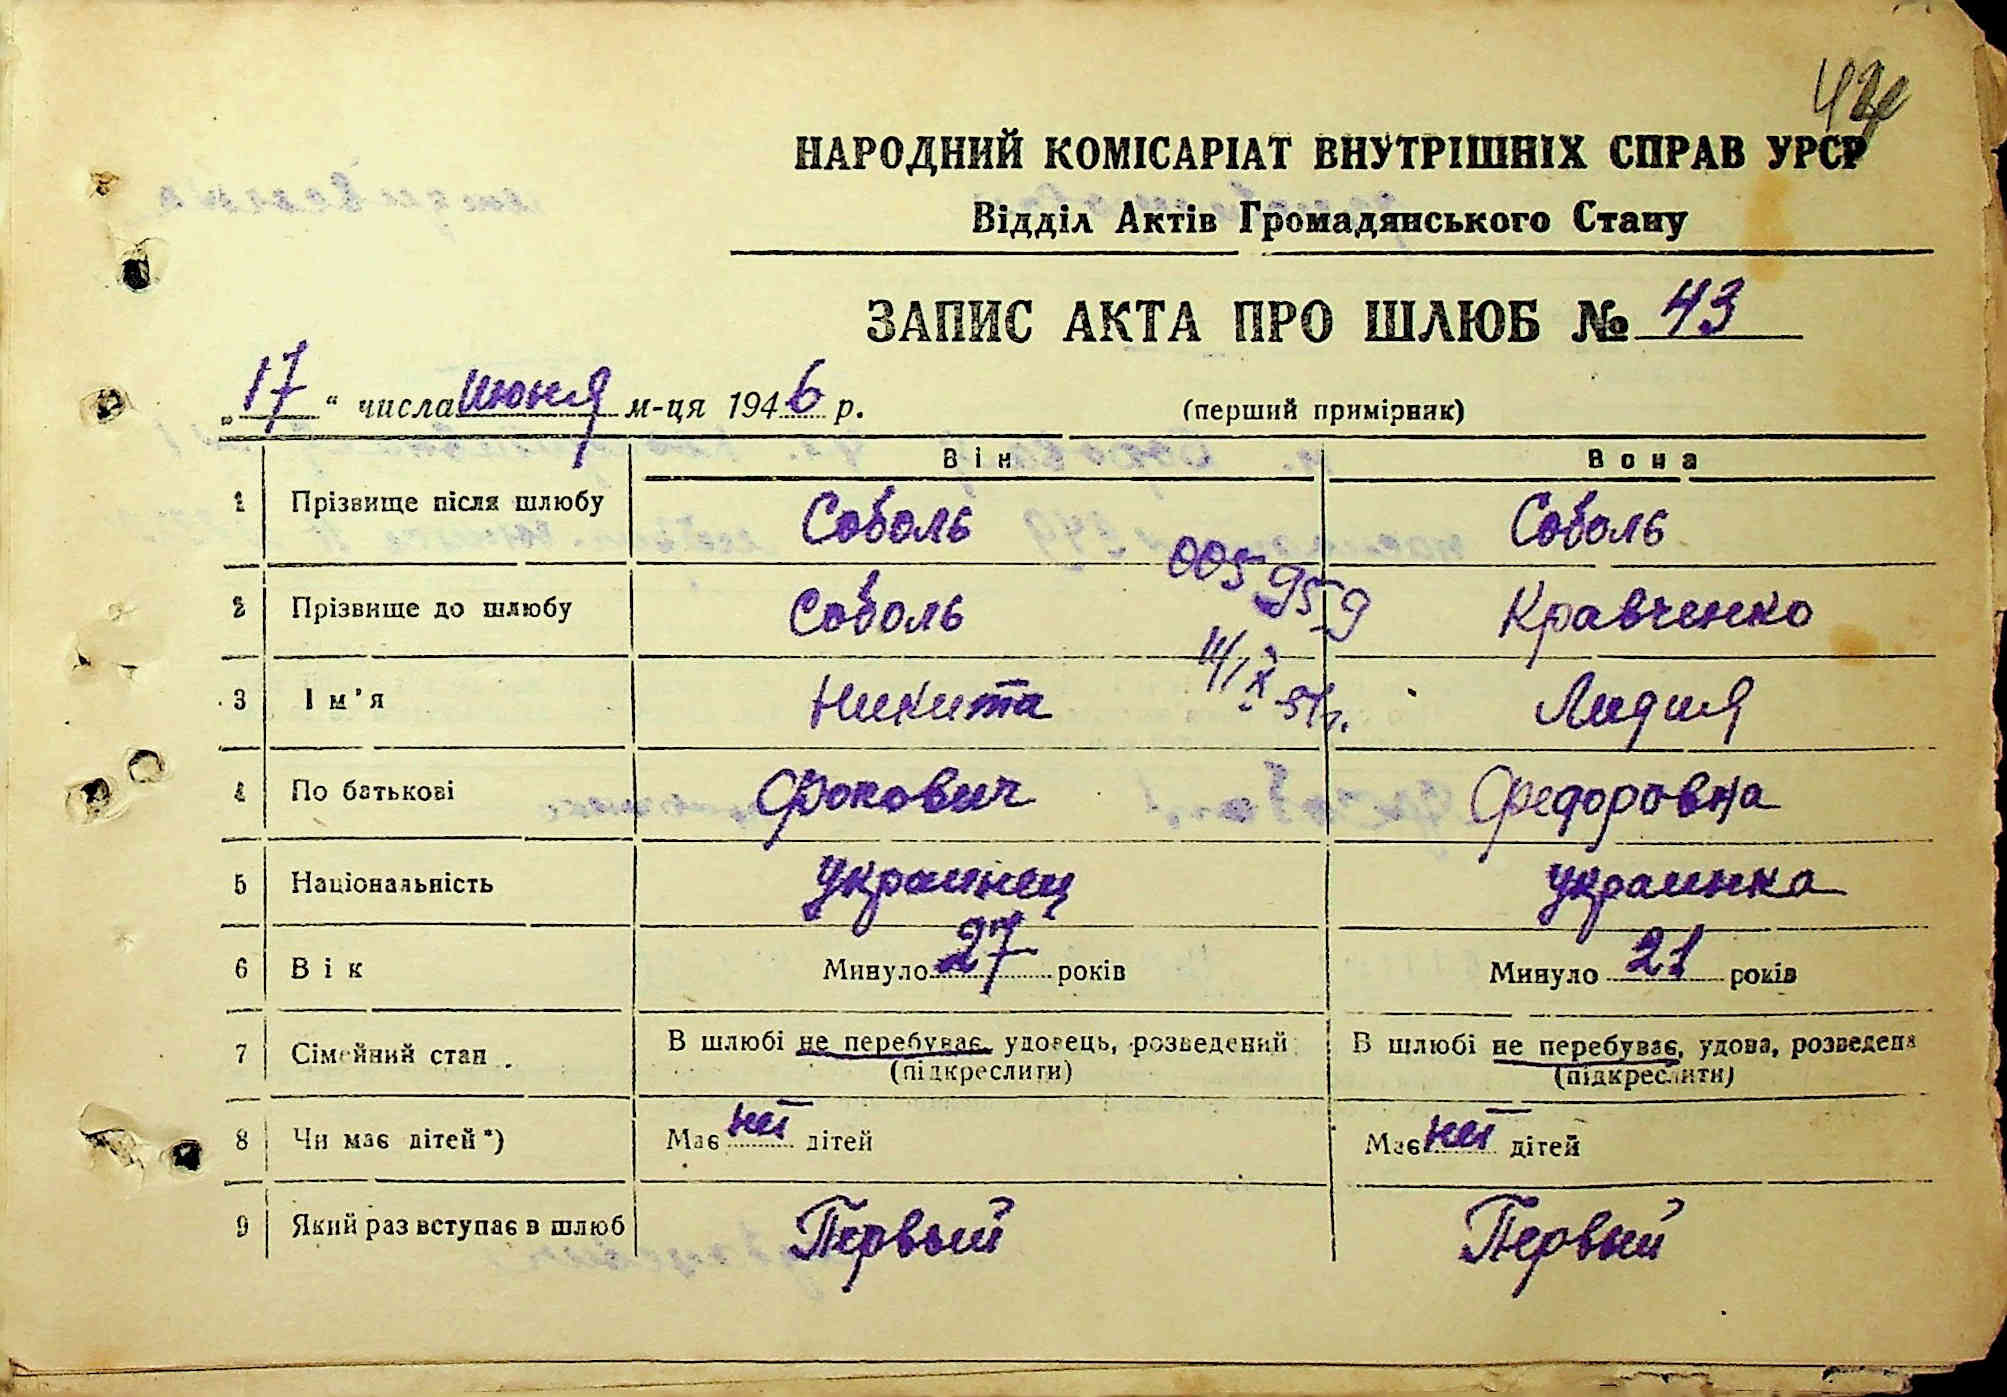 НАРОДНИЙ КОМІСАРІАТ ВНУТРІШНІХ СПРАВ УРСР
Відділ Актів Громадянського Стану
ЗАПИС АКТА ПРО ШЛЮБ № 43
„17“ числа июня м-ця 1946 р. (перший примірник)
Він Вона
1 Прізвище після шлюбу Соболь Соболь
005959
2 Прізвище до шлюбу Соболь Кравченко
3 Ім'я Никита Лидия
4 По батькові Фокович Федоровна
5 Національність украинец украинка
6 Вік Минуло 27 років Минуло 21 років
7 Сімейний стан В шлюбі не перебуває, удовець, розведений В шлюбі не перебуває, удова, розведена
(підкреслити) (підкреслити)
8 Чи має дітей*) Має нет дітей Має нет дітей
9 Який раз вступає в шлюб Первый Первый